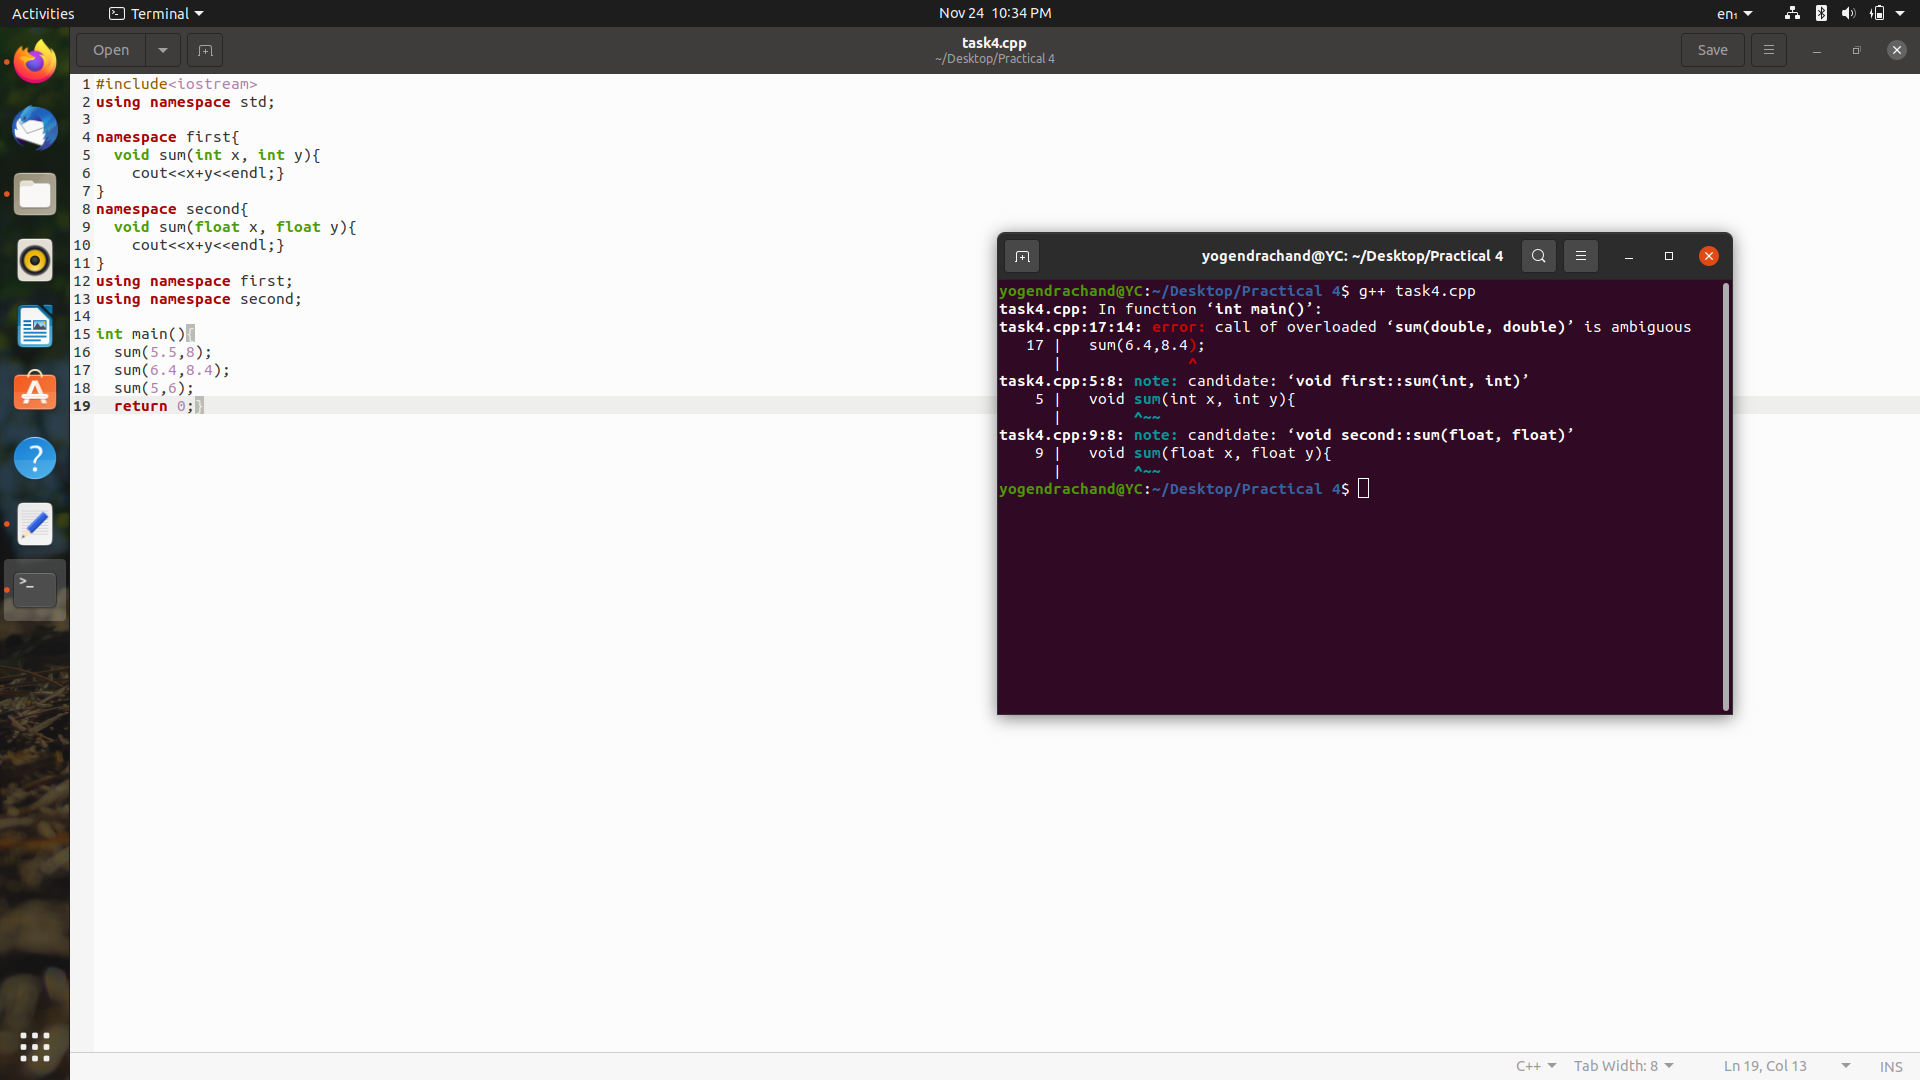 Activities
Terminal
Nov 24 10:34 PM
en₁
Open
task4.cpp
~/Desktop/Practical 4
Save
1 #include<iostream>
2 using namespace std;
3
4 namespace first{
5   void sum(int x, int y){
6     cout<<x+y<<endl;}
7 }
8 namespace second{
9   void sum(float x, float y){
10     cout<<x+y<<endl;}
11 }
12 using namespace first;
13 using namespace second;
14
15 int main(){
16   sum(5.5,8);
17   sum(6.4,8.4);
18   sum(5,6);
19   return 0;}
yogendrachand@YC: ~/Desktop/Practical 4
yogendrachand@YC:~/Desktop/Practical 4$ g++ task4.cpp
task4.cpp: In function ‘int main()’:
task4.cpp:17:14: error: call of overloaded ‘sum(double, double)’ is ambiguous
   17 |   sum(6.4,8.4);
      |              ^
task4.cpp:5:8: note: candidate: ‘void first::sum(int, int)’
    5 |   void sum(int x, int y){
      |        ^~~
task4.cpp:9:8: note: candidate: ‘void second::sum(float, float)’
    9 |   void sum(float x, float y){
      |        ^~~
yogendrachand@YC:~/Desktop/Practical 4$
C++
Tab Width: 8
Ln 19, Col 13
INS